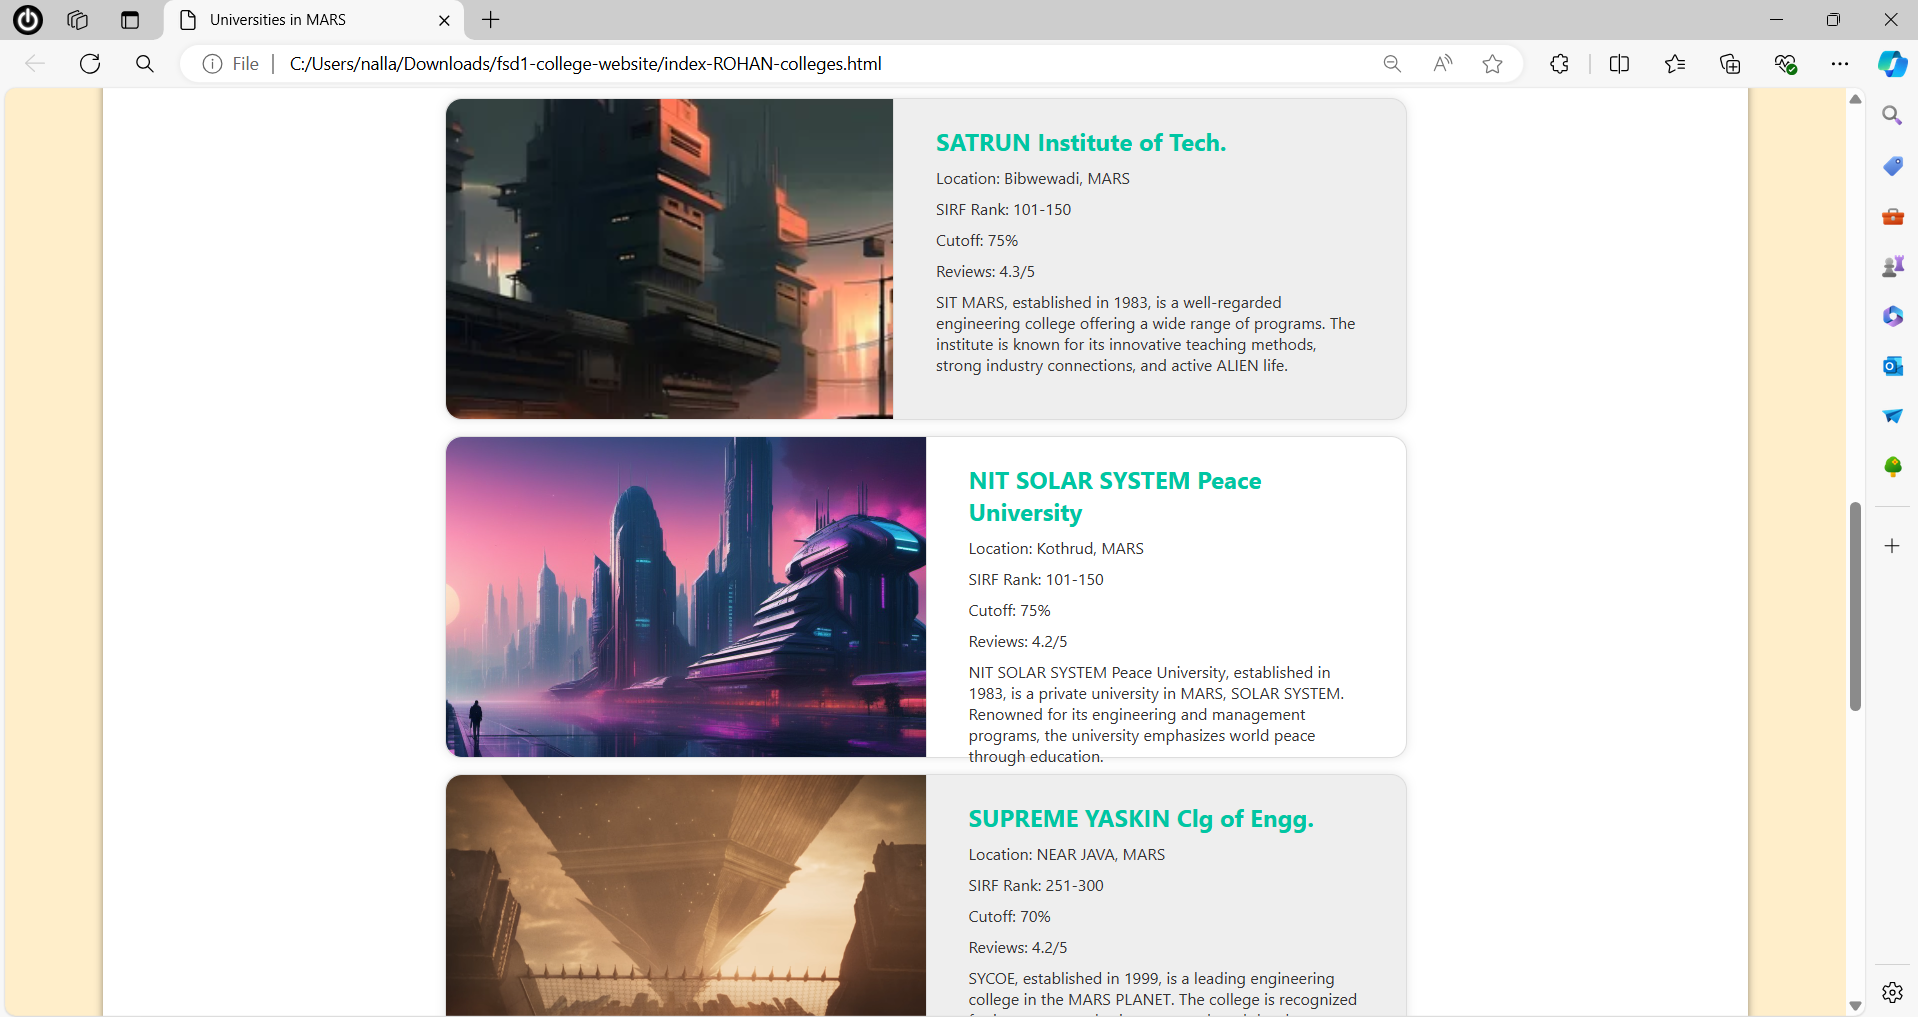 Universities in MARS
File
C:/Users/nalla/Downloads/fsd1-college-website/index-ROHAN-colleges.html
SATRUN Institute of Tech.
Location: Bibwewadi, MARS
SIRF Rank: 101-150
Cutoff: 75%
Reviews: 4.3/5
SIT MARS, established in 1983, is a well-regarded
engineering college offering a wide range of programs. The
institute is known for its innovative teaching methods,
strong industry connections, and active ALIEN life.
NIT SOLAR SYSTEM Peace
University
Location: Kothrud, MARS
SIRF Rank: 101-150
Cutoff: 75%
Reviews: 4.2/5
NIT SOLAR SYSTEM Peace University, established in
1983, is a private university in MARS, SOLAR SYSTEM.
Renowned for its engineering and management
programs, the university emphasizes world peace
through education.
SUPREME YASKIN Clg of Engg.
Location: NEAR JAVA, MARS
SIRF Rank: 251-300
Cutoff: 70%
Reviews: 4.2/5
SYCOE, established in 1999, is a leading engineering
college in the MARS PLANET. The college is recognized